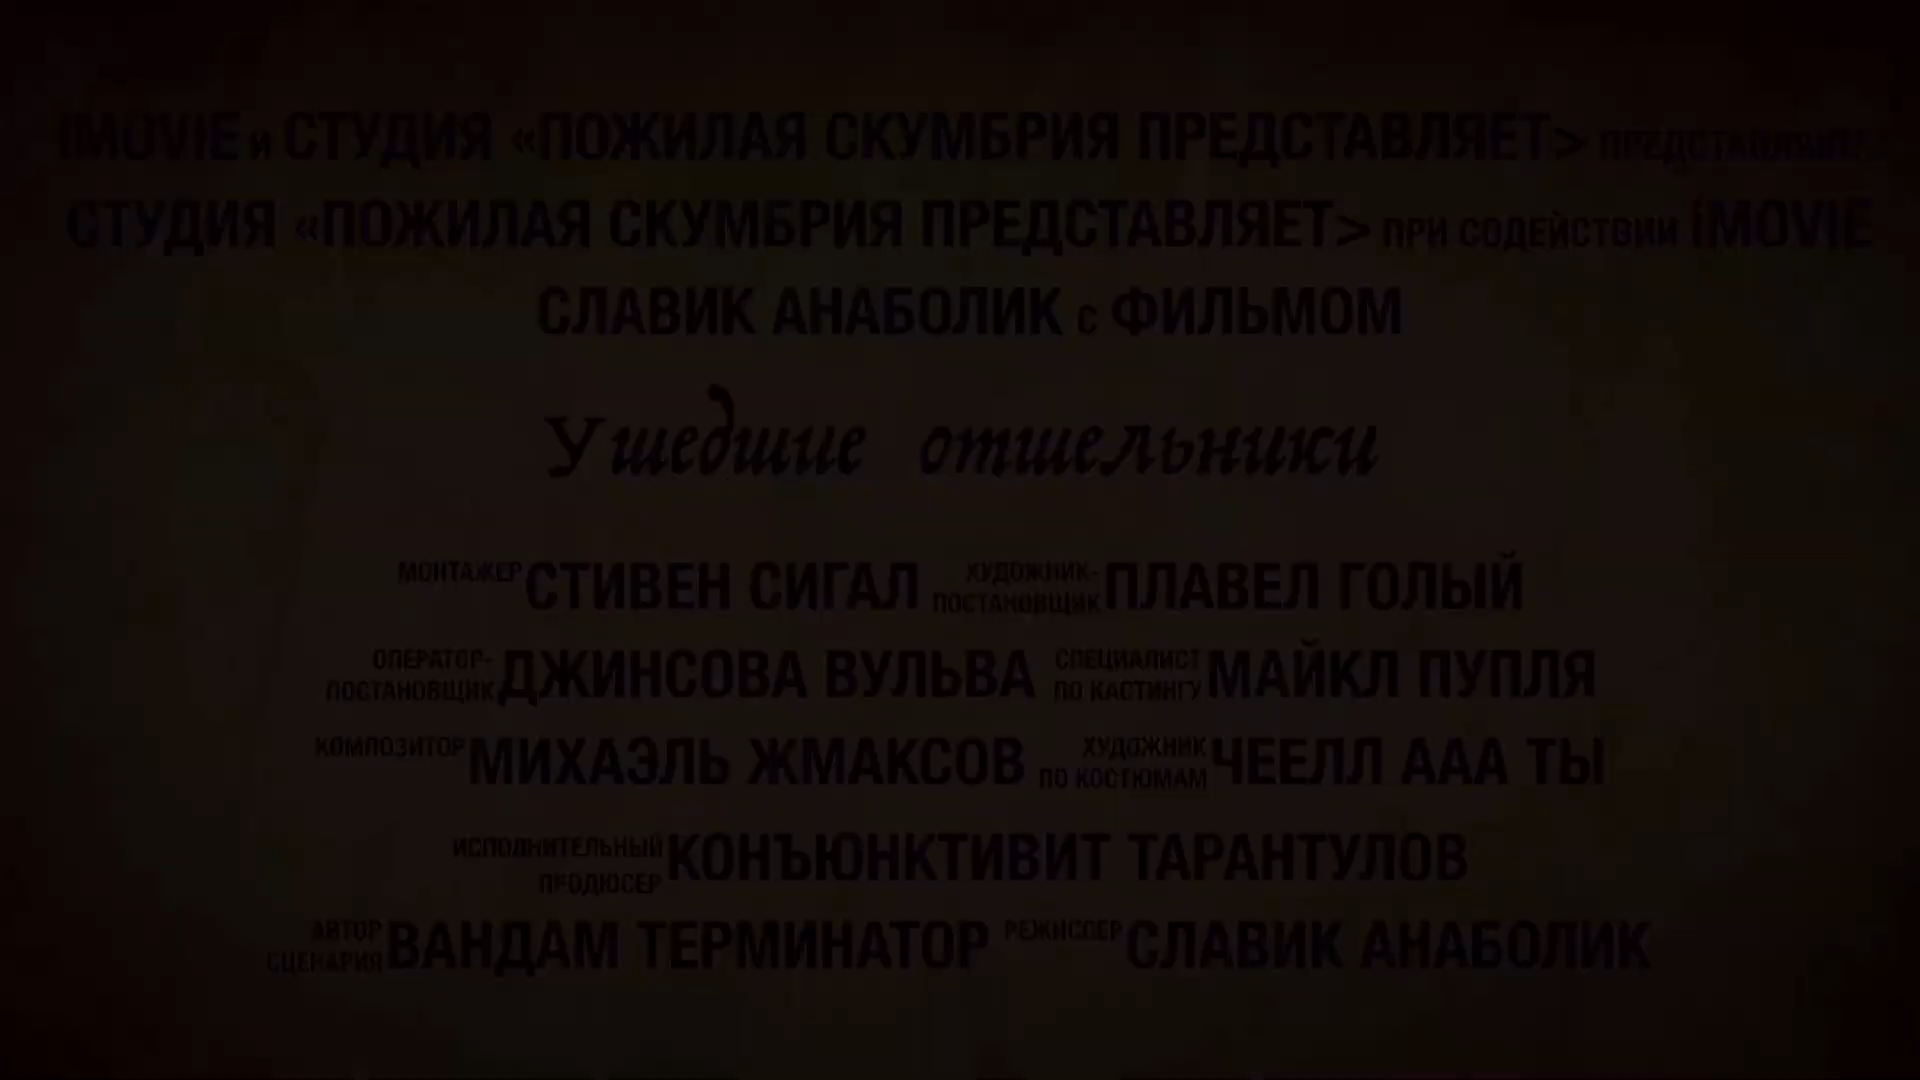 iMOVIE и СТУДИЯ «ПОЖИЛАЯ СКУМБРИЯ ПРЕДСТАВЛЯЕТ> ПРЕДСТАВЛЯЮТ
СТУДИЯ «ПОЖИЛАЯ СКУМБРИЯ ПРЕДСТАВЛЯЕТ> ПРИ СОДЕЙСТВИИ iMOVIE
СЛАВИК АНАБОЛИК С ФИЛЬМОМ
Ушедшие отшельники
МОНТАЖЕР СТИВЕН СИГАЛ ХУДОЖНИК-ПОСТАНОВЩИК ПЛАВЕЛ ГОЛЫЙ
ОПЕРАТОР-ПОСТАНОВЩИК ДЖИНСОВА ВУЛЬВА СПЕЦИАЛИСТ ПО КАСТИНГУ МАЙКЛ ПУПЛЯ
КОМПОЗИТОР МИХАЭЛЬ ЖМАКСОВ ХУДОЖНИК ПО КОСТЮМАМ ЧЕЕЛЛ ААА ТЫ
ИСПОЛНИТЕЛЬНЫЙ ПРОДЮСЕР КОНЪЮНКТИВИТ ТАРАНТУЛОВ
АВТОР СЦЕНАРИЯ ВАНДАМ ТЕРМИНАТОР РЕЖИССЕР СЛАВИК АНАБОЛИК